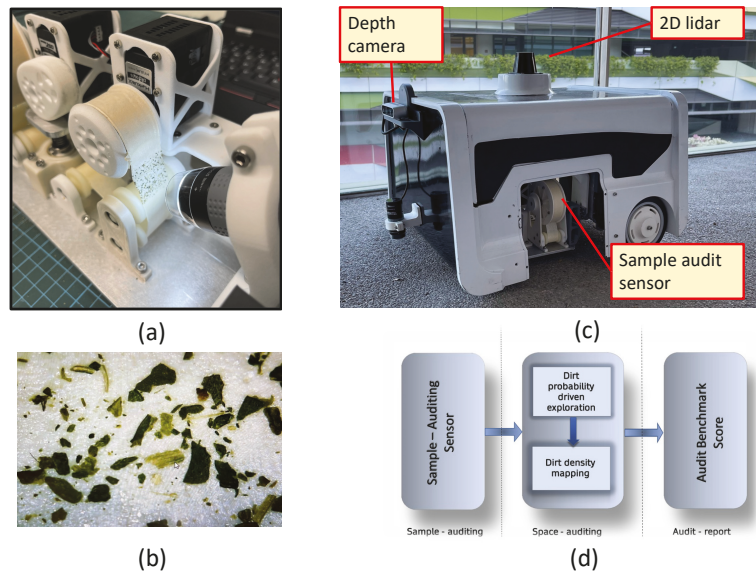 Depth
camera
2D lidar
Sample audit
sensor
(a)
(c)
(b)
Sample – Auditing
Sensor
Dirt
probability
driven
exploration
Dirt density
mapping
Audit Benchmark
Score
Sample - auditing
Space - auditing
Audit - report
(d)